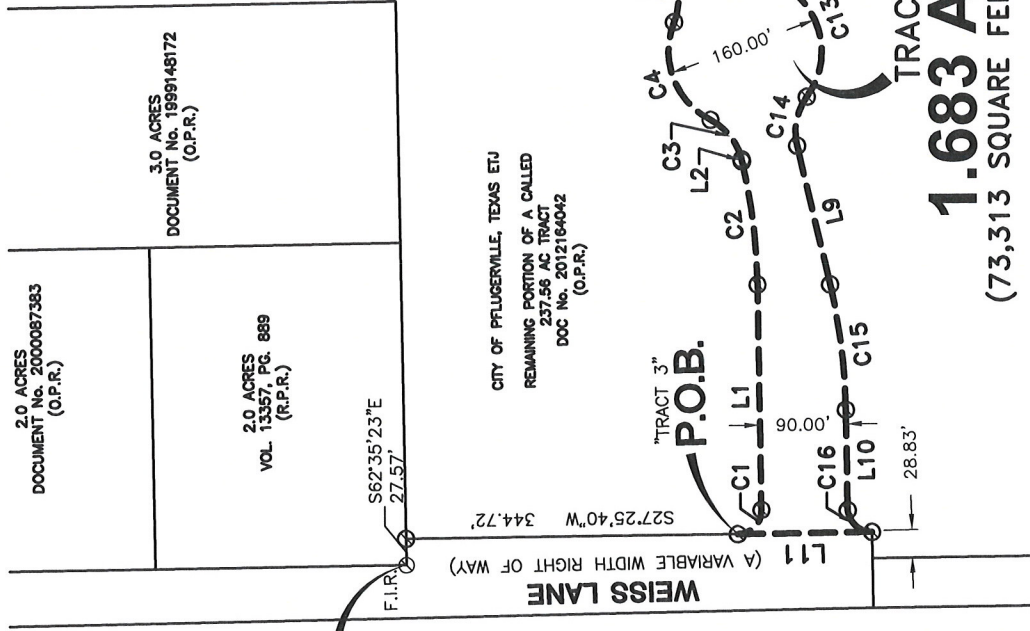 2.0 ACRES
DOCUMENT No. 2000087383
(O.P.R.)
3.0 ACRES
DOCUMENT No. 1999148172
(O.P.R.)
2.0 ACRES
VOL. 13357, PG. 889
(R.P.R.)
S62°35'23"E
27.57'
F.I.R.
CITY OF PFLUGERVILLE, TEXAS ETJ
REMAINING PORTION OF A CALLED
237.56 AC TRACT
DOC No. 2012164042
(O.P.R.)
S27°25'40"W 344.72'
WEISS LANE
(A VARIABLE WIDTH RIGHT OF WAY)
"TRACT 3"
P.O.B.
C1
L1
C2
L2
C3
C4
160.00'
C13
C14
L9
C15
90.00'
C16
L10
L11
28.83'
TRAC
1.683 A
(73,313 SQUARE FEE